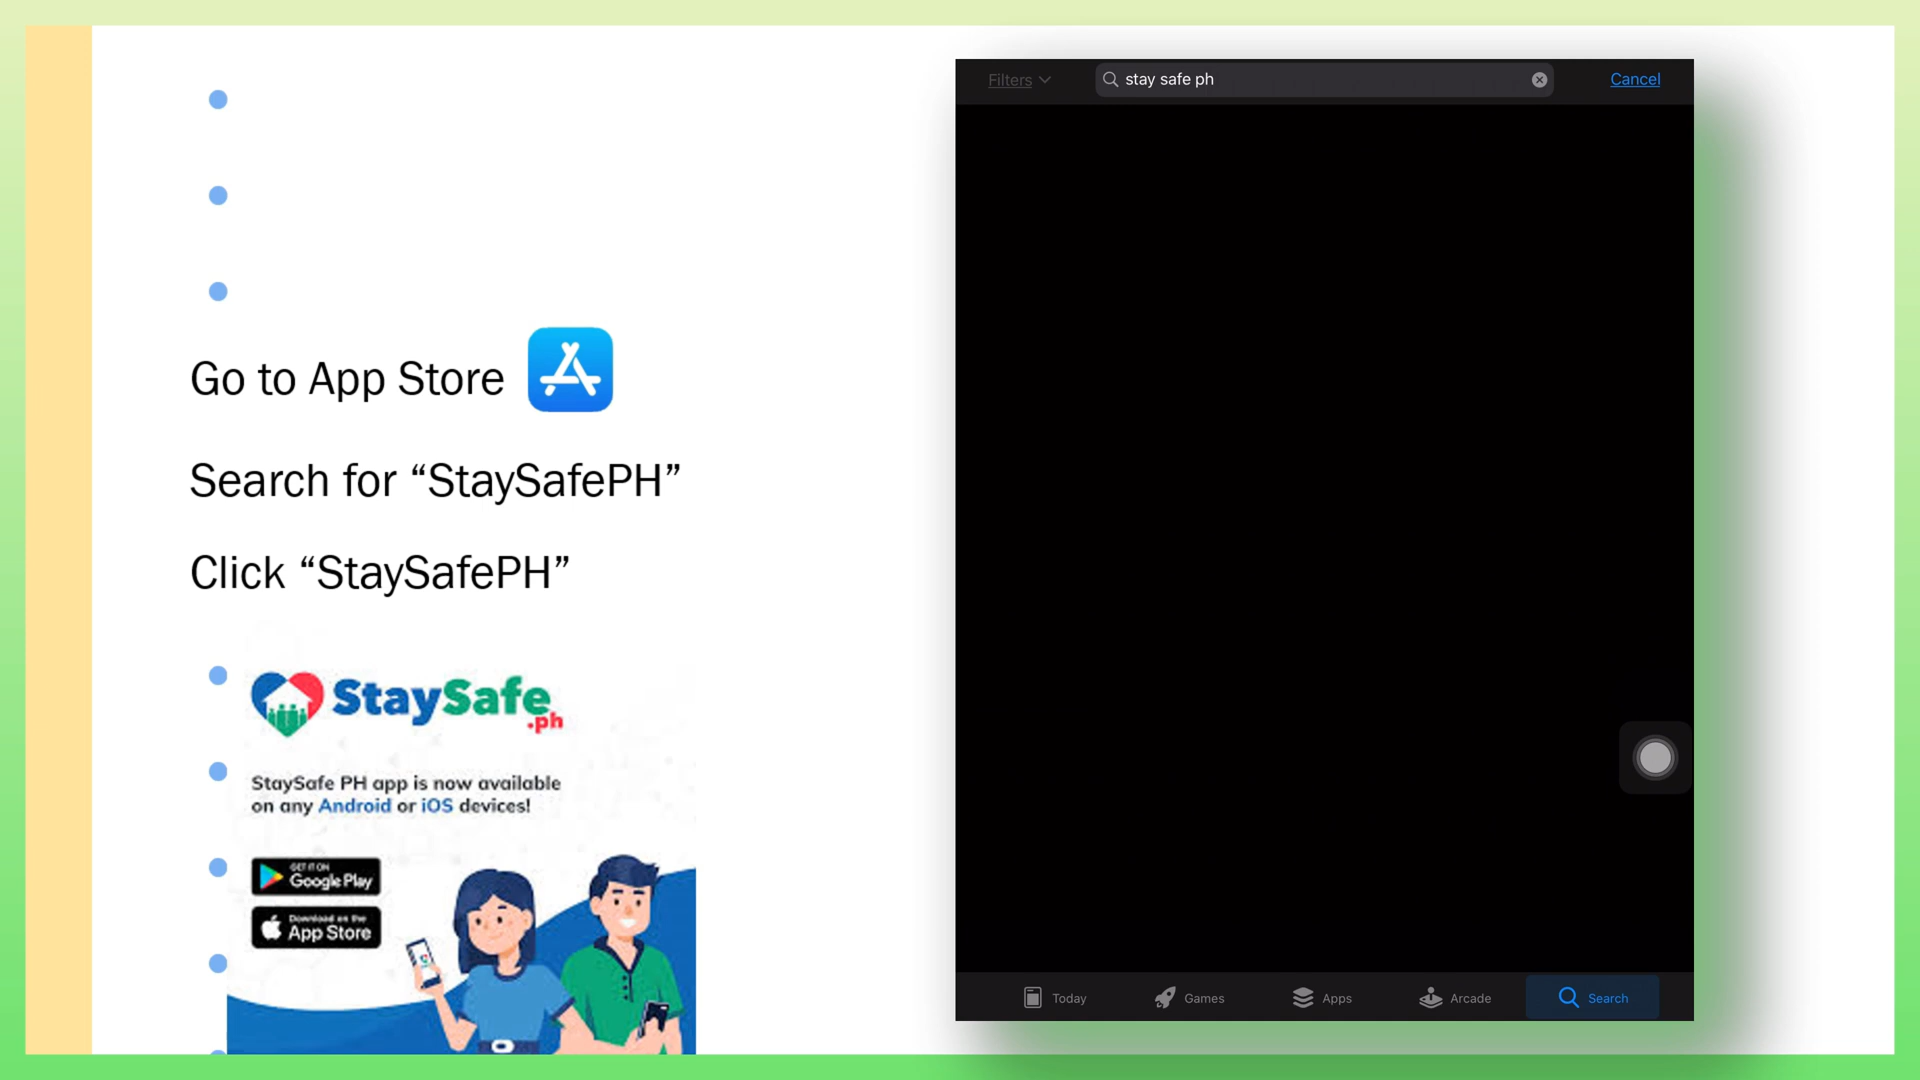 Go to App Store
Search for “StaySafePH”
Click “StaySafePH”
StaySafe
.ph
StaySafe PH app is now available
on any Android or iOS devices!
GET IT ON
Google Play
Download on the
App Store
Filters
stay safe ph
Cancel
Today
Games
Apps
Arcade
Search